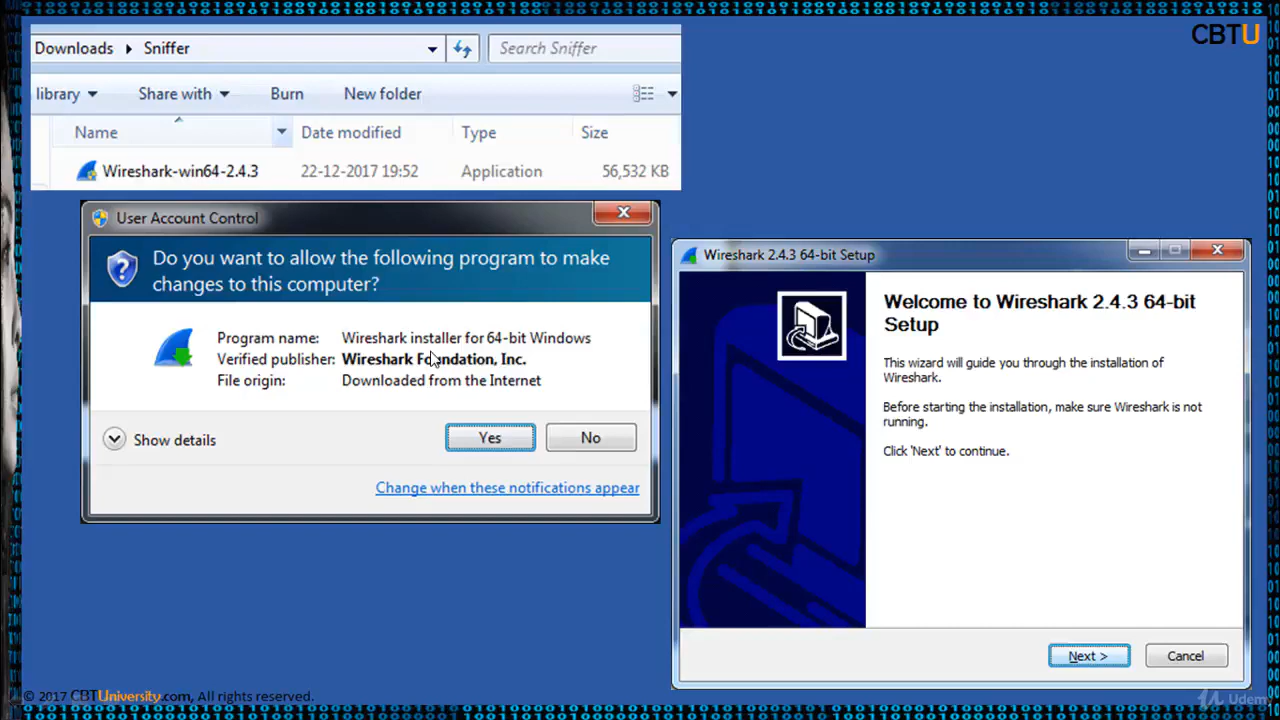 CBTU
Downloads Sniffer Search Sniffer
library Share with Burn New folder
Name Date modified Type Size
Wireshark-win64-2.4.3 22-12-2017 19:52 Application 56,532 KB
User Account Control
Do you want to allow the following program to make
changes to this computer?
Program name: Wireshark installer for 64-bit Windows
Verified publisher: Wireshark Foundation, Inc.
File origin: Downloaded from the Internet
Show details Yes No
Change when these notifications appear
Wireshark 2.4.3 64-bit Setup
Welcome to Wireshark 2.4.3 64-bit
Setup
This wizard will guide you through the installation of
Wireshark.
Before starting the installation, make sure Wireshark is not
running.
Click 'Next' to continue.
Next > Cancel
© 2017 CBTUniversity.com, All rights reserved.
Udemy